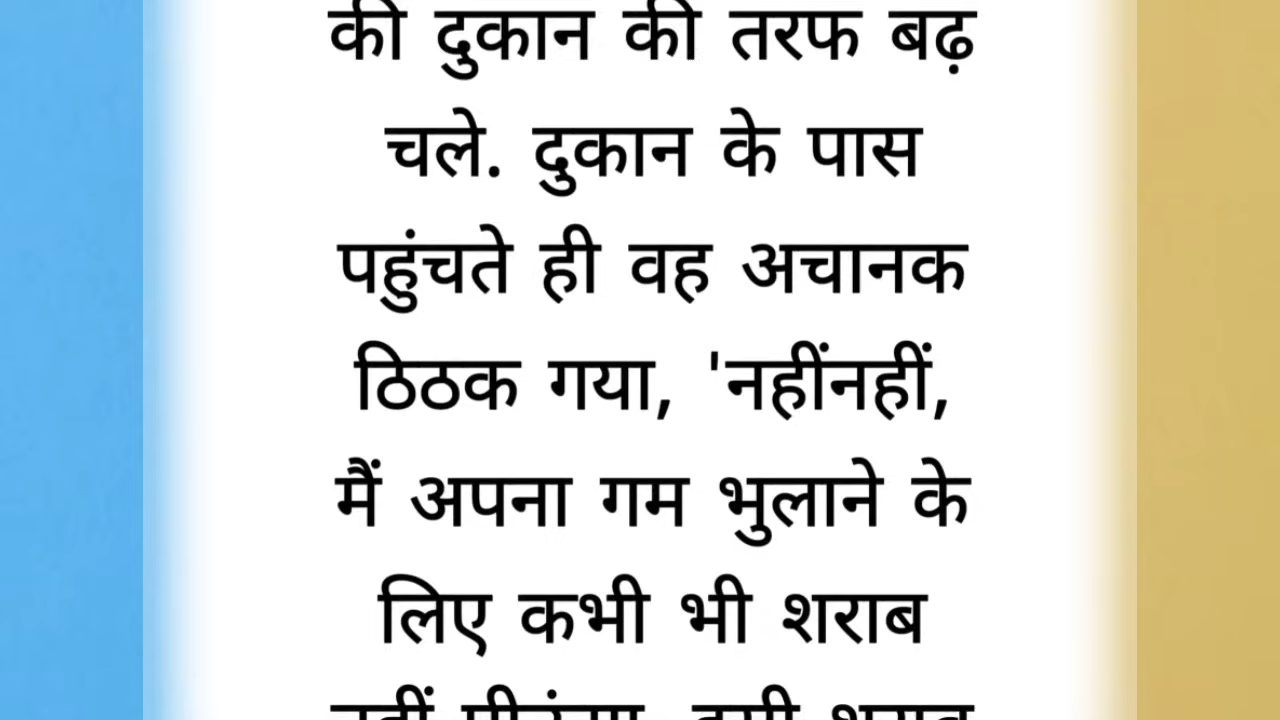 की दुकान की तरफ बढ़
चले. दुकान के पास
पहुंचते ही वह अचानक
ठिठक गया, 'नहींनहीं,
मैं अपना गम भुलाने के
लिए कभी भी शराब